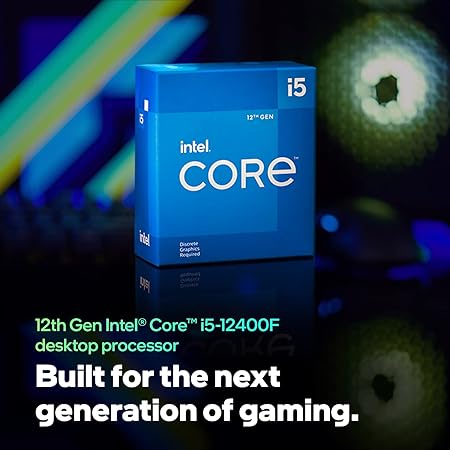 i5
i5
12TH GEN
intel.
CORE™
intel
Discrete
Graphics
Required
12th Gen Intel® Core™ i5-12400F
desktop processor
Built for the next
generation of gaming.